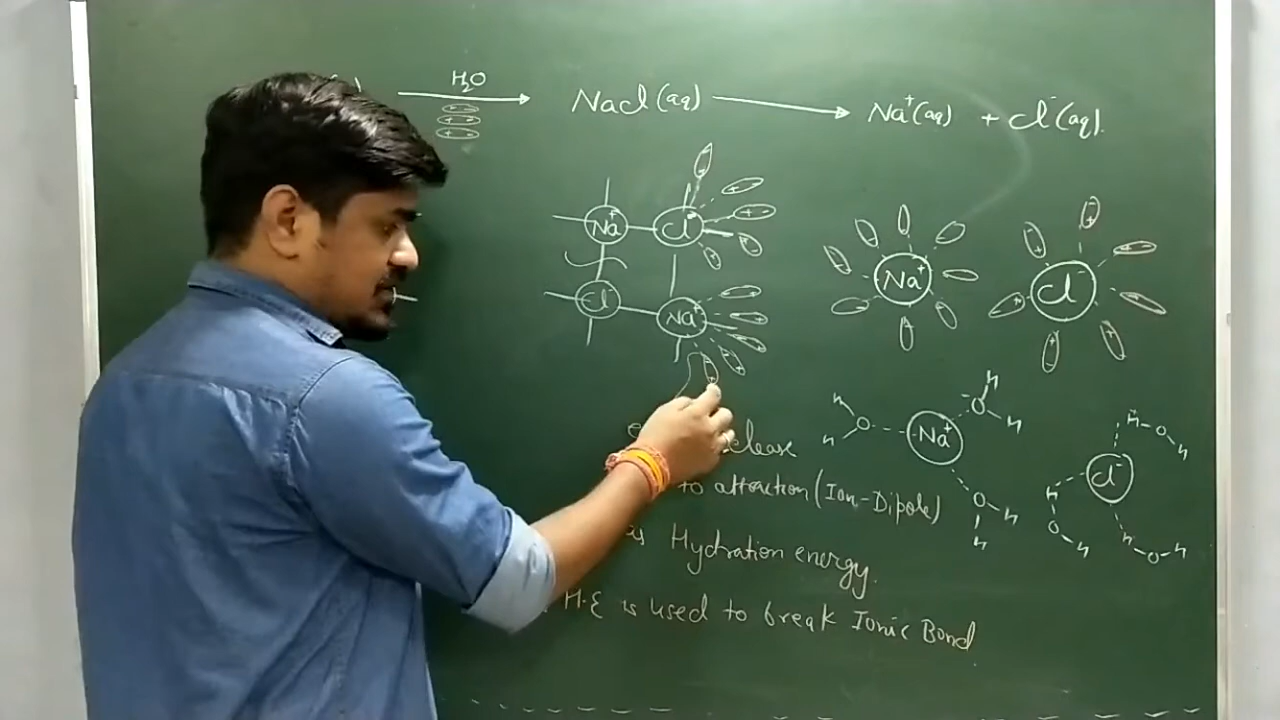 H₂O
NaCl (aq) → Na⁺(aq) + Cl⁻(aq).
Na⁺ Cl⁻
Cl⁻ Na⁺
Na⁺ Cl⁻
H H O Na⁺ O⁻ H H O H H
Cl⁻ H O H H O H H O H
to attraction (Ion-Dipole)
is Hydration energy.
H.E is used to break Ionic Bond